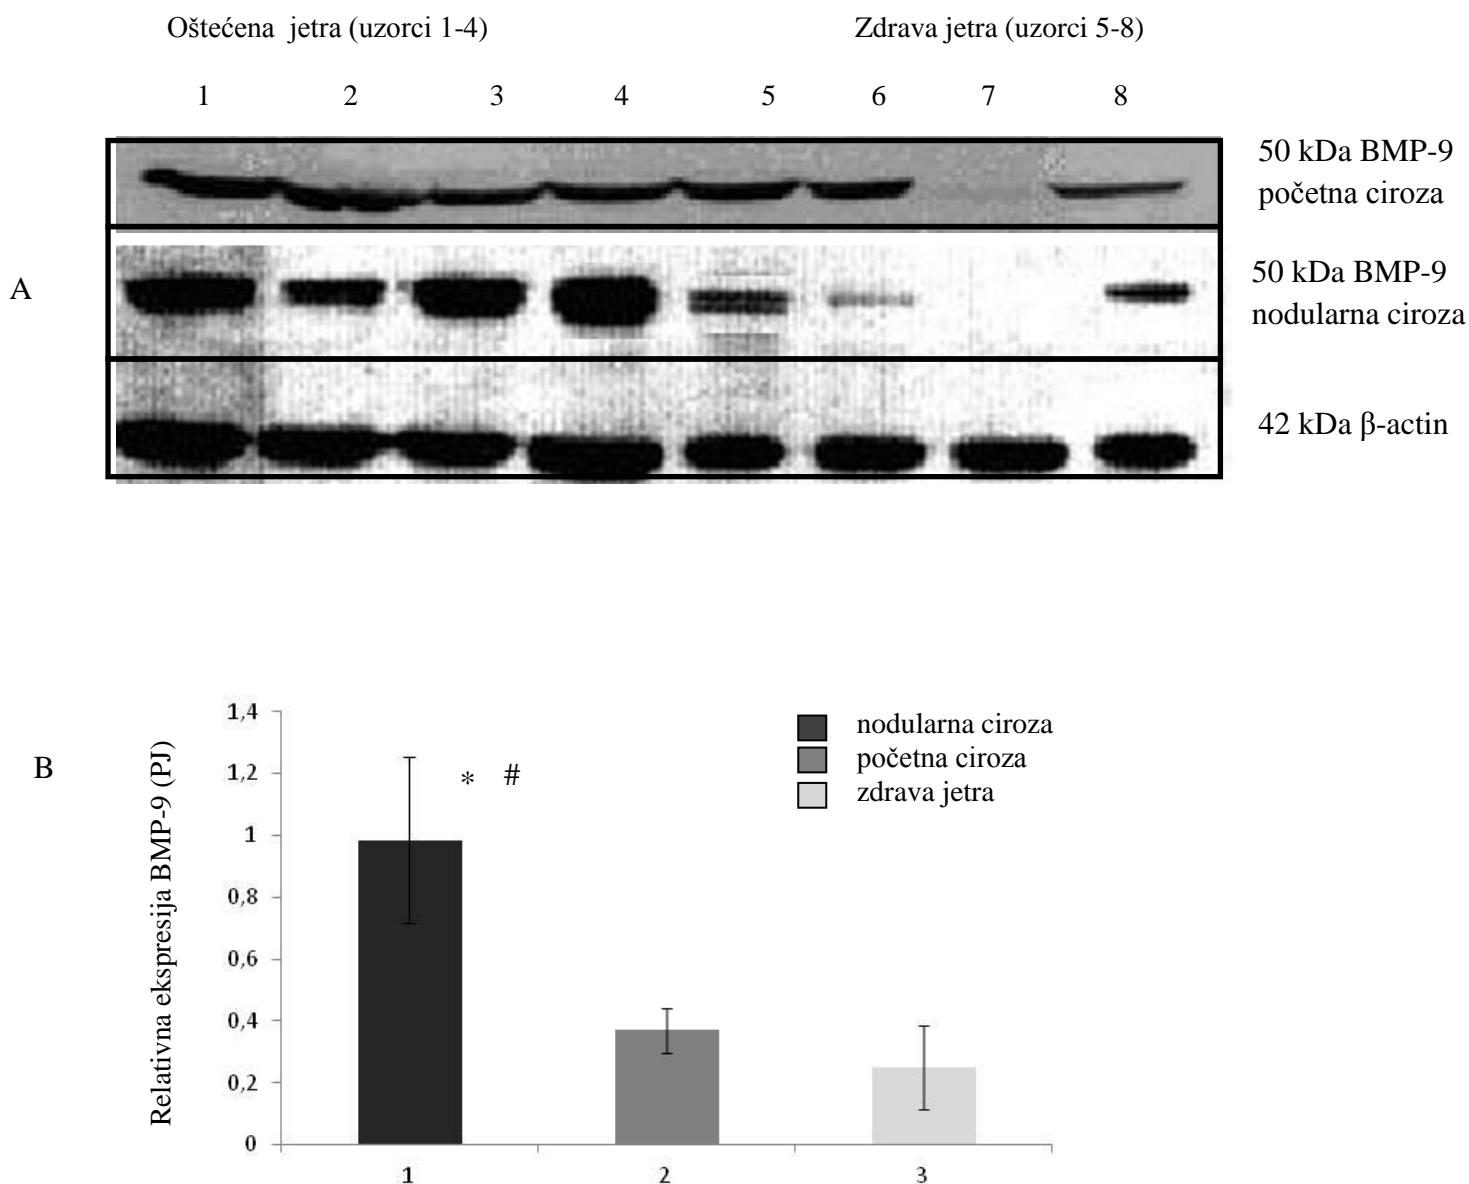 Oštećena  jetra (uzorci 1-4)
Zdrava jetra (uzorci 5-8)
1 2 3 4 5 6 7 8
50 kDa BMP-9
početna ciroza
A
50 kDa BMP-9
nodularna ciroza
42 kDa β-actin
B
Relativna ekspresija BMP-9 (PJ)
1,4
1,2
1
0,8
0,6
0,4
0,2
0
* #
nodularna ciroza
početna ciroza
zdrava jetra
1 2 3